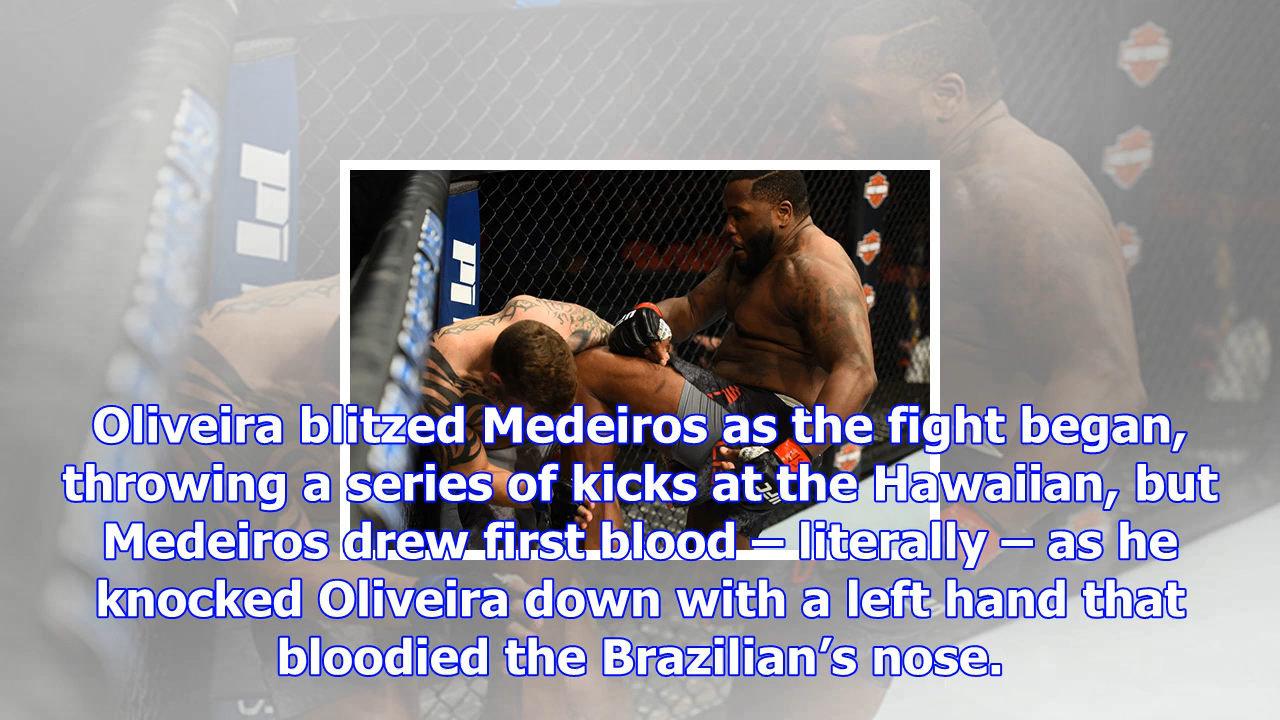 Oliveira blitzed Medeiros as the fight began,
throwing a series of kicks at the Hawaiian, but
Medeiros drew first blood – literally – as he
knocked Oliveira down with a left hand that
bloodied the Brazilian’s nose.